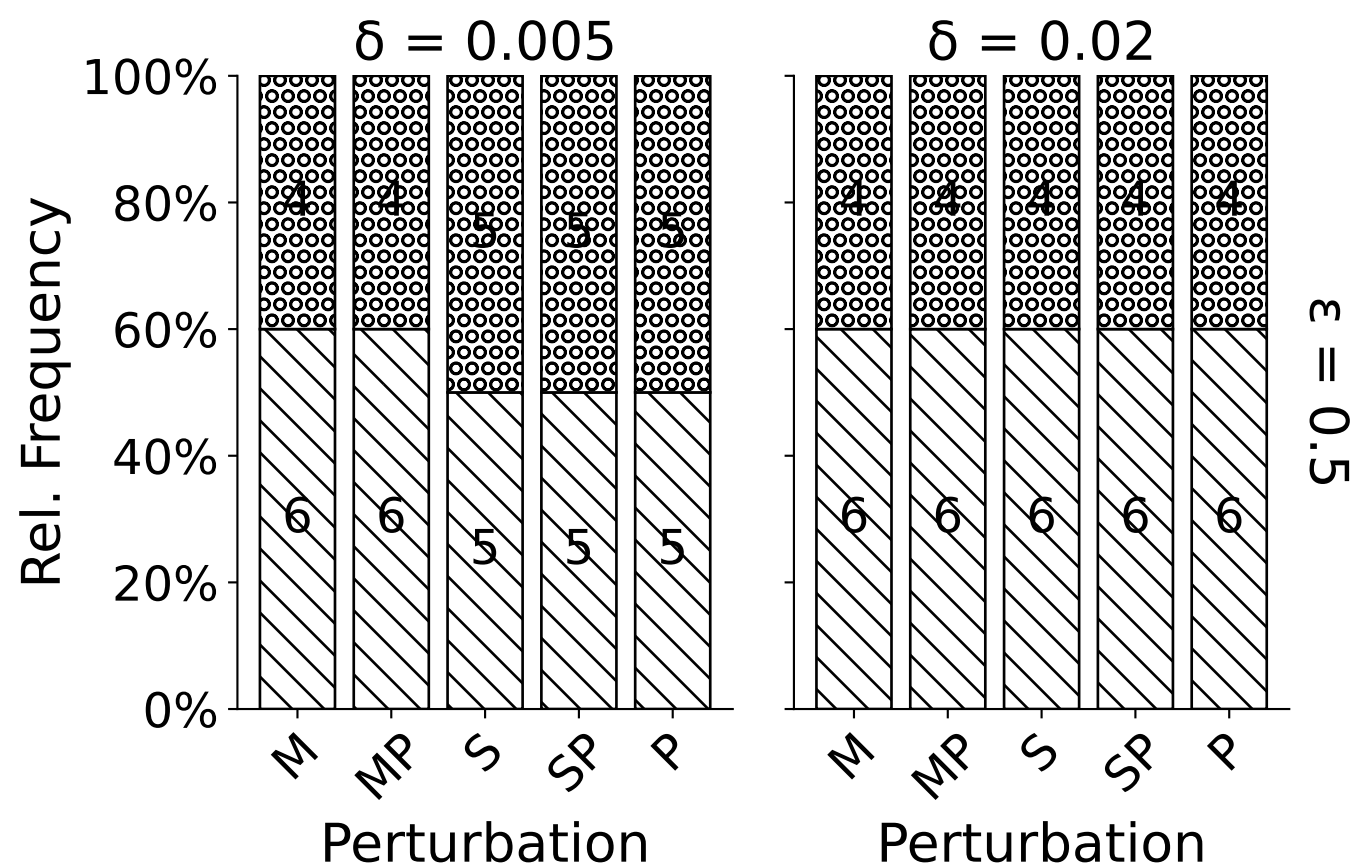 δ = 0.005
δ = 0.02
100%
80%
60%
40%
20%
0%
Rel. Frequency
4 4 5 5 5
6 6 5 5 5
4 4 4 4 4
6 6 6 6 6
ε = 0.5
M MP S SP P
M MP S SP P
Perturbation
Perturbation